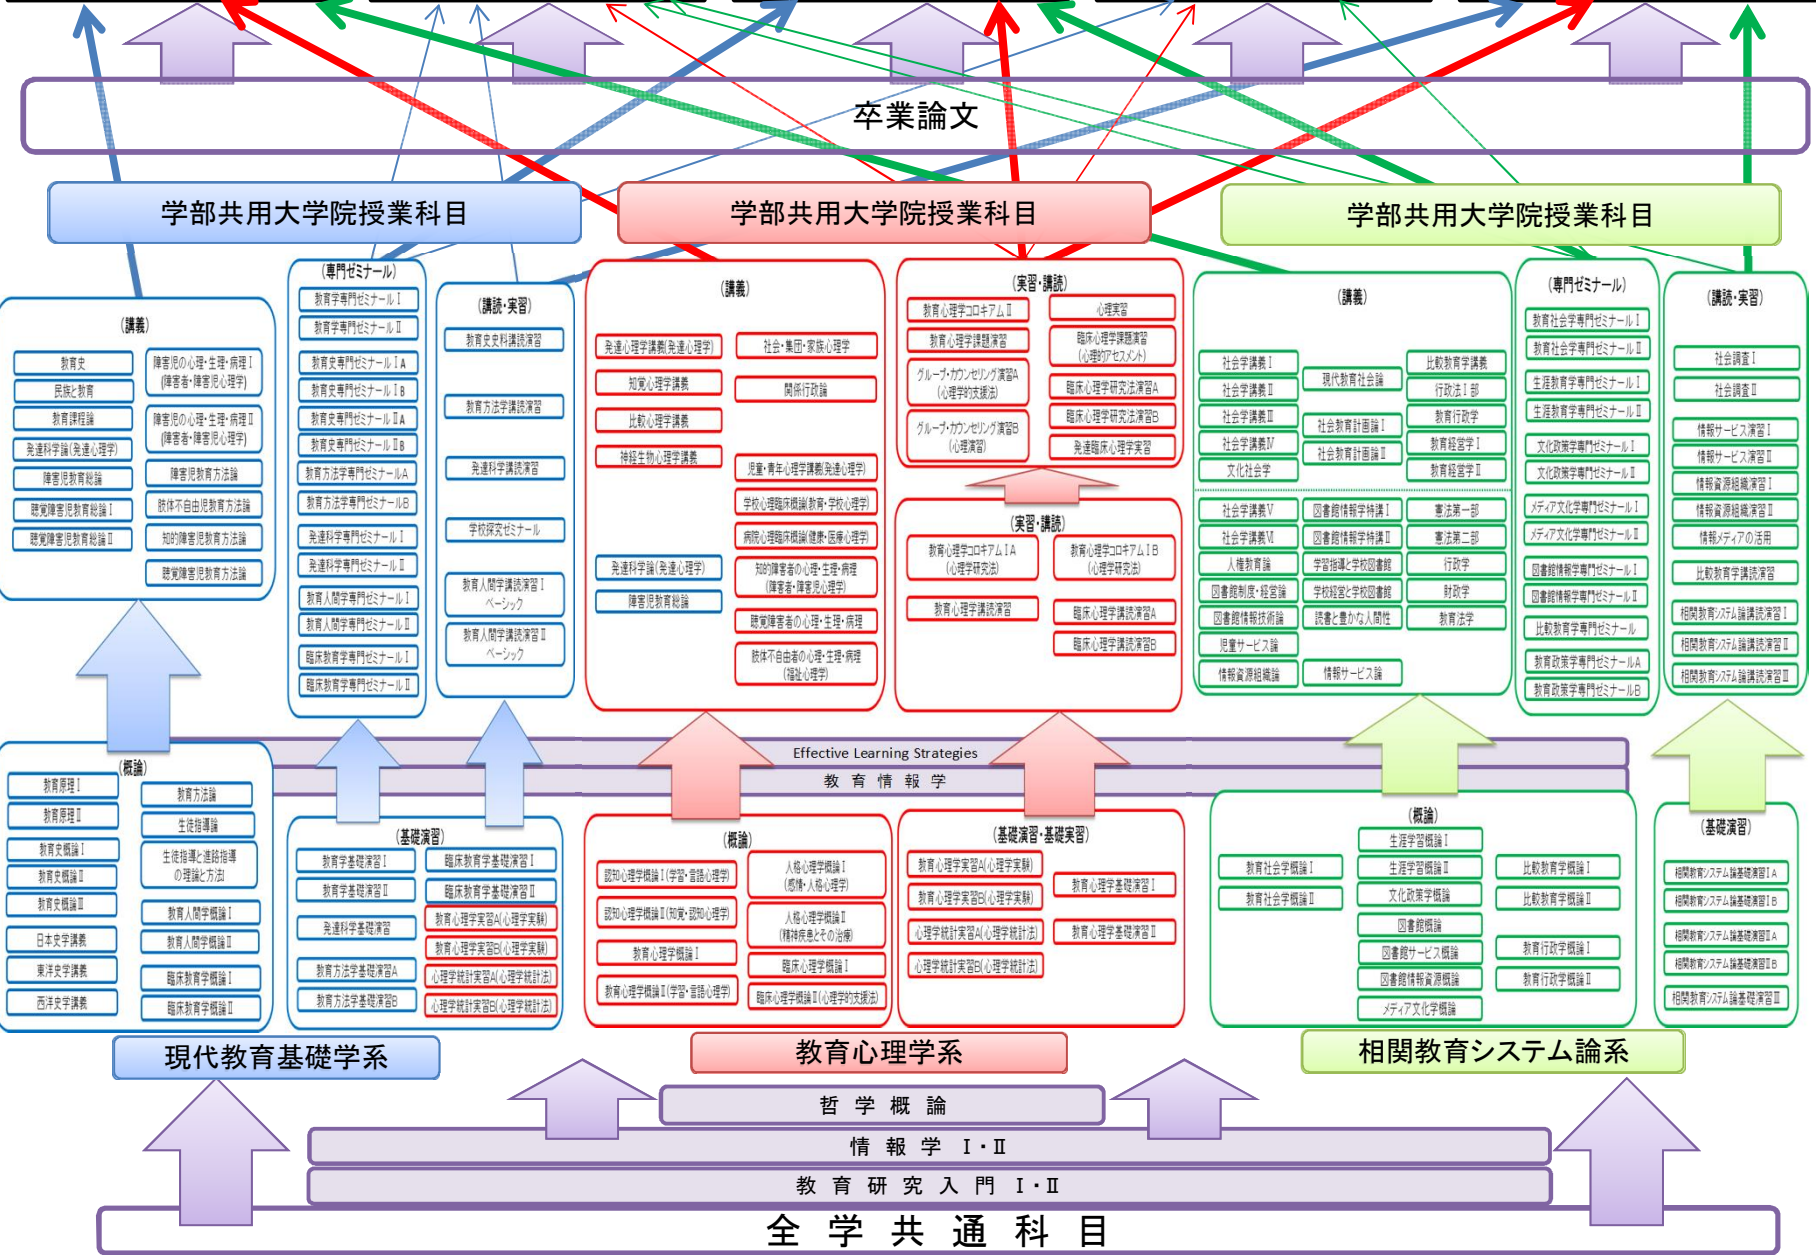 卒業論文
学部共用大学院授業科目
学部共用大学院授業科目
学部共用大学院授業科目
(講義)
教育史
民族と教育
教育課程論
発達科学論(発達心理学)
障害児教育総論
聴覚障害児教育総論Ⅰ
聴覚障害児教育総論Ⅱ
障害児の心理・生理・病理Ⅰ
(障害者・障害児心理学)
障害児の心理・生理・病理Ⅱ
(障害者・障害児心理学)
障害児教育方法論
肢体不自由児教育方法論
知的障害児教育方法論
聴覚障害児教育方法論
(専門ゼミナール)
教育学専門ゼミナールⅠ
教育学専門ゼミナールⅡ
教育史専門ゼミナールⅠA
教育史専門ゼミナールⅠB
教育史専門ゼミナールⅡA
教育史専門ゼミナールⅡB
教育方法学専門ゼミナールA
教育方法学専門ゼミナールB
発達科学専門ゼミナールⅠ
発達科学専門ゼミナールⅡ
教育人間学専門ゼミナールⅠ
教育人間学専門ゼミナールⅡ
臨床教育学専門ゼミナールⅠ
臨床教育学専門ゼミナールⅡ
(講読・実習)
教育史史料講読演習
教育方法学講読演習
発達科学講読演習
学校探究ゼミナール
教育人間学講読演習Ⅰ
ベーシック
教育人間学講読演習Ⅱ
ベーシック
(講義)
発達心理学講義(発達心理学)
知覚心理学講義
比較心理学講義
神経生物心理学講義
発達科学論(発達心理学)
障害児教育総論
社会・集団・家族心理学
関係行政論
児童・青年心理学講義(発達心理学)
学校心理臨床概論(教育・学校心理学)
病院心理臨床概論(健康・医療心理学)
知的障害者の心理・生理・病理
(障害者・障害児心理学)
聴覚障害者の心理・生理・病理
肢体不自由者の心理・生理・病理
(福祉心理学)
(実習・講読)
教育心理学コロキアムⅡ
教育心理学課題演習
グループ・カウンセリング演習A
(心理学的支援法)
グループ・カウンセリング演習B
(心理演習)
心理実習
臨床心理学課題演習
(心理的アセスメント)
臨床心理学研究法演習A
臨床心理学研究法演習B
発達臨床心理学実習
(実習・講読)
教育心理学コロキアムⅠA
(心理学研究法)
教育心理学講読演習
教育心理学コロキアムⅠB
(心理学研究法)
臨床心理学講読演習A
臨床心理学講読演習B
(講義)
社会学講義Ⅰ
社会学講義Ⅱ
社会学講義Ⅲ
社会学講義Ⅳ
文化社会学
現代教育社会論
社会教育計画論Ⅰ
社会教育計画論Ⅱ
比較教育学講義
行政法Ⅰ部
教育行政学
教育経営学Ⅰ
教育経営学Ⅱ
社会学講義Ⅴ
社会学講義Ⅵ
人権教育論
図書館制度・経営論
図書館情報技術論
児童サービス論
情報資源組織論
図書館情報学特講Ⅰ
図書館情報学特講Ⅱ
学習指導と学校図書館
学校経営と学校図書館
読書と豊かな人間性
情報サービス論
憲法第一部
憲法第二部
行政学
財政学
教育法学
(専門ゼミナール)
教育社会学専門ゼミナールⅠ
教育社会学専門ゼミナールⅡ
生涯教育学専門ゼミナールⅠ
生涯教育学専門ゼミナールⅡ
文化政策学専門ゼミナールⅠ
文化政策学専門ゼミナールⅡ
メディア文化学専門ゼミナールⅠ
メディア文化学専門ゼミナールⅡ
図書館情報学専門ゼミナールⅠ
図書館情報学専門ゼミナールⅡ
比較教育学専門ゼミナール
教育政策学専門ゼミナールA
教育政策学専門ゼミナールB
(講読・実習)
社会調査Ⅰ
社会調査Ⅱ
情報サービス演習Ⅰ
情報サービス演習Ⅱ
情報資源組織演習Ⅰ
情報資源組織演習Ⅱ
情報メディアの活用
比較教育学講読演習
相関教育システム論講読演習Ⅰ
相関教育システム論講読演習Ⅱ
相関教育システム論講読演習Ⅲ
Effective Learning Strategies
教育情報学
(概論)
教育原理Ⅰ
教育原理Ⅱ
教育史概論Ⅰ
教育史概論Ⅱ
教育史概論Ⅲ
日本史学講義
東洋史学講義
西洋史学講義
教育方法論
生徒指導論
生徒指導と進路指導
の理論と方法Ⅰ
教育人間学概論Ⅰ
教育人間学概論Ⅱ
臨床教育学概論Ⅰ
臨床教育学概論Ⅱ
(基礎演習)
教育学基礎演習Ⅰ
教育学基礎演習Ⅱ
発達科学基礎演習
教育方法学基礎演習A
教育方法学基礎演習B
臨床教育学基礎演習Ⅰ
臨床教育学基礎演習Ⅱ
教育心理学実習A(心理学実験)
教育心理学実習B(心理学実験)
心理学統計実習A(心理学統計法)
心理学統計実習B(心理学統計法)
(概論)
認知心理学概論Ⅰ(学習・言語心理学)
認知心理学概論Ⅱ(知覚・認知心理学)
教育心理学概論Ⅰ
教育心理学概論Ⅱ(学習・言語心理学)
人格心理学概論Ⅰ
(感情・人格心理学)
人格心理学概論Ⅱ
(精神疾患とその治療)
臨床心理学概論Ⅰ
臨床心理学概論Ⅱ(心理学的支援法)
(基礎演習・基礎実習)
教育心理学実習A(心理学実験)
教育心理学実習B(心理学実験)
心理学統計実習A(心理学統計法)
心理学統計実習B(心理学統計法)
教育心理学基礎演習Ⅰ
教育心理学基礎演習Ⅱ
(概論)
教育社会学概論Ⅰ
教育社会学概論Ⅱ
生涯学習概論Ⅰ
生涯学習概論Ⅱ
文化政策学概論
図書館概論
図書館サービス概論
図書館情報資源概論
メディア文化学概論
比較教育学概論Ⅰ
比較教育学概論Ⅱ
教育行政学概論Ⅰ
教育行政学概論Ⅱ
(基礎演習)
相関教育システム論基礎演習ⅠA
相関教育システム論基礎演習ⅠB
相関教育システム論基礎演習ⅡA
相関教育システム論基礎演習ⅡB
相関教育システム論基礎演習Ⅲ
現代教育基礎学系
教育心理学系
相関教育システム論系
哲学概論
情報学 Ⅰ・Ⅱ
教育研究入門 Ⅰ・Ⅱ
全学共通科目